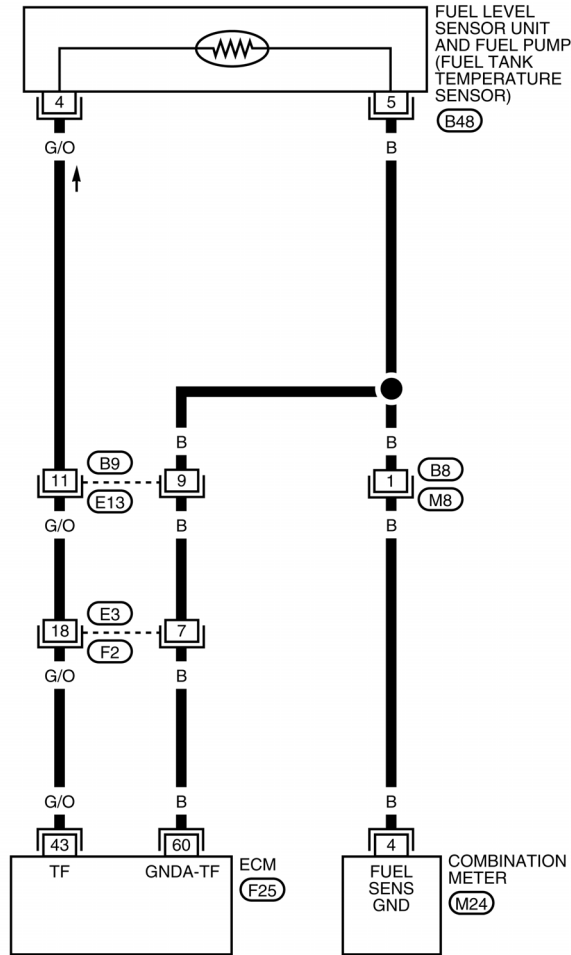 FUEL LEVEL
SENSOR UNIT
AND FUEL PUMP
(FUEL TANK
TEMPERATURE
SENSOR)
4
5
B48
G/O
B
B
B
11
B9
9
1
B8
E13
M8
G/O
B
B
18
E3
7
F2
G/O
B
G/O
B
B
43
60
4
TF
GNDA-TF
ECM
F25
FUEL
SENS
GND
COMBINATION
METER
M24